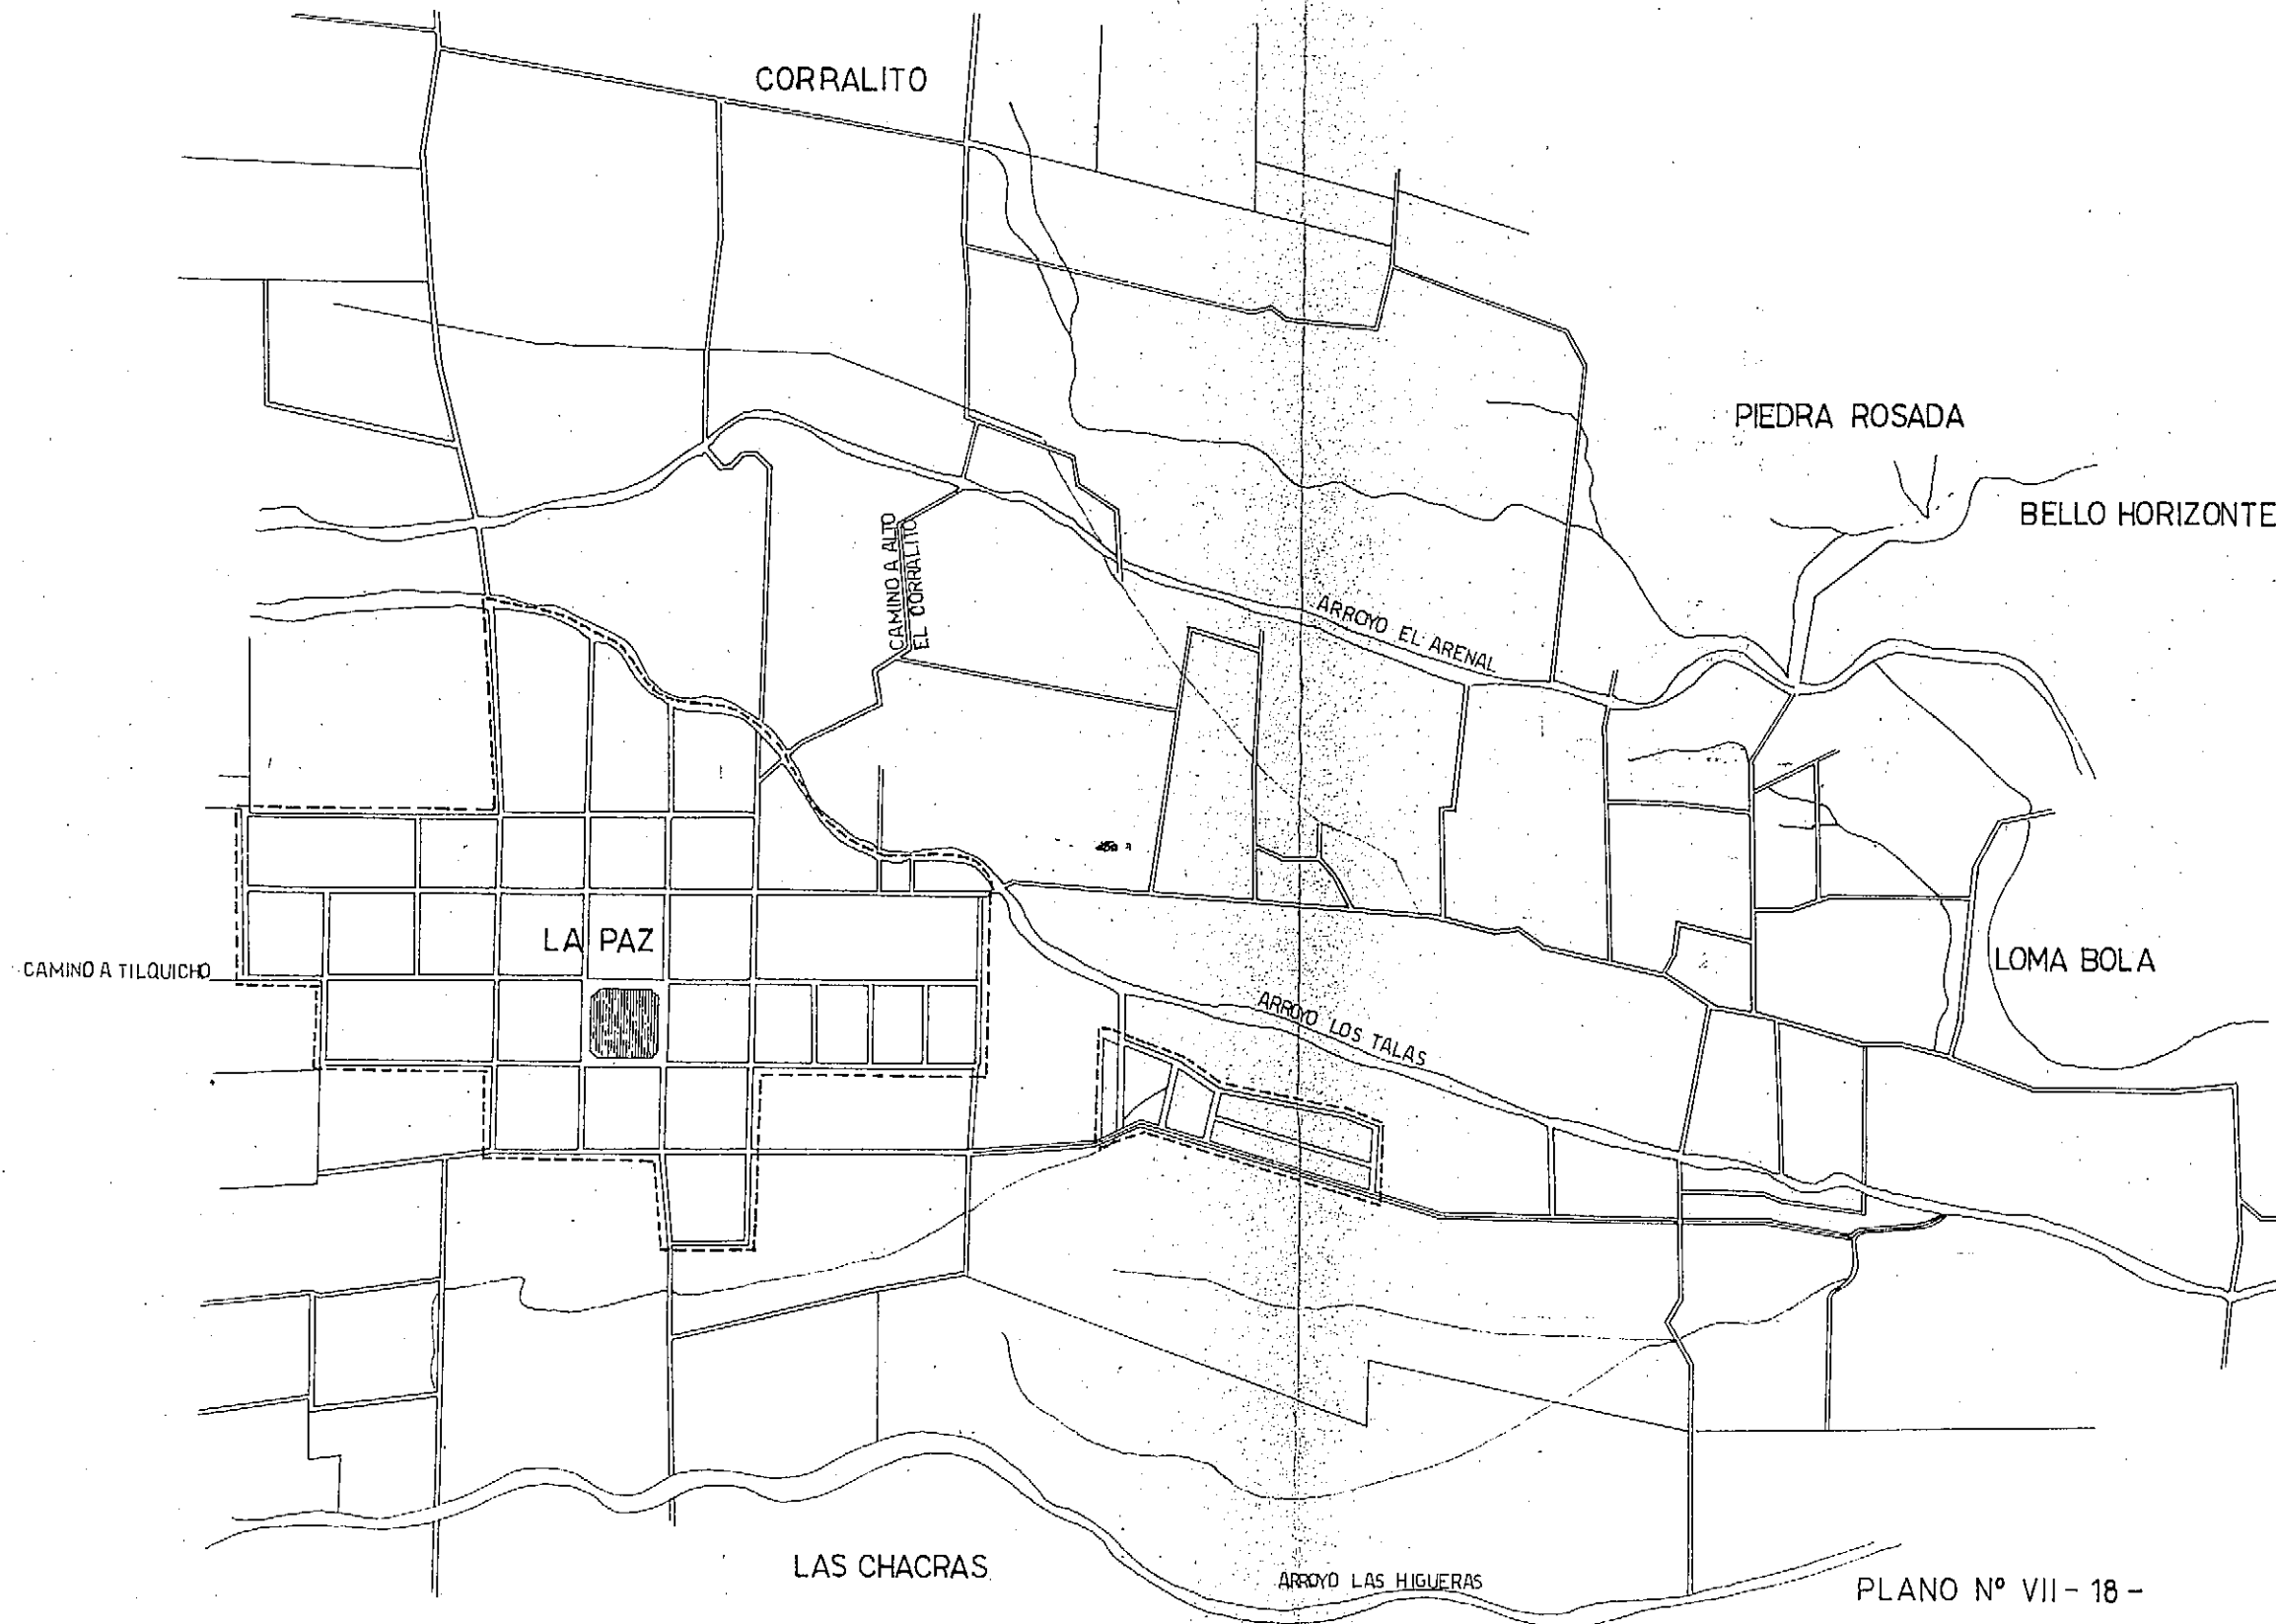 CORRALITO
PIEDRA ROSADA
BELLO HORIZONTE
CAMINO A ALTO
EL CORRALITO
ARROYO EL ARENAL
LA PAZ
CAMINO A TILQUICHO
LOMA BOLA
ARROYO LOS TALAS
LAS CHACRAS
ARROYO LAS HIGUERAS
PLANO Nº VII - 18 -